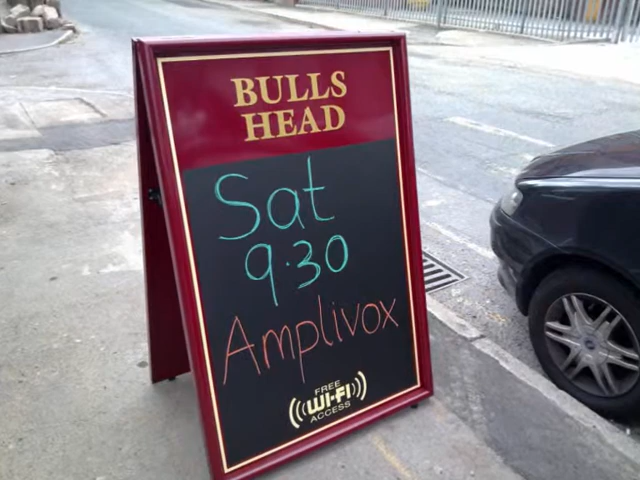 BULLS
HEAD
Sat
9.30
Amplivox
FREE
WI-FI
ACCESS